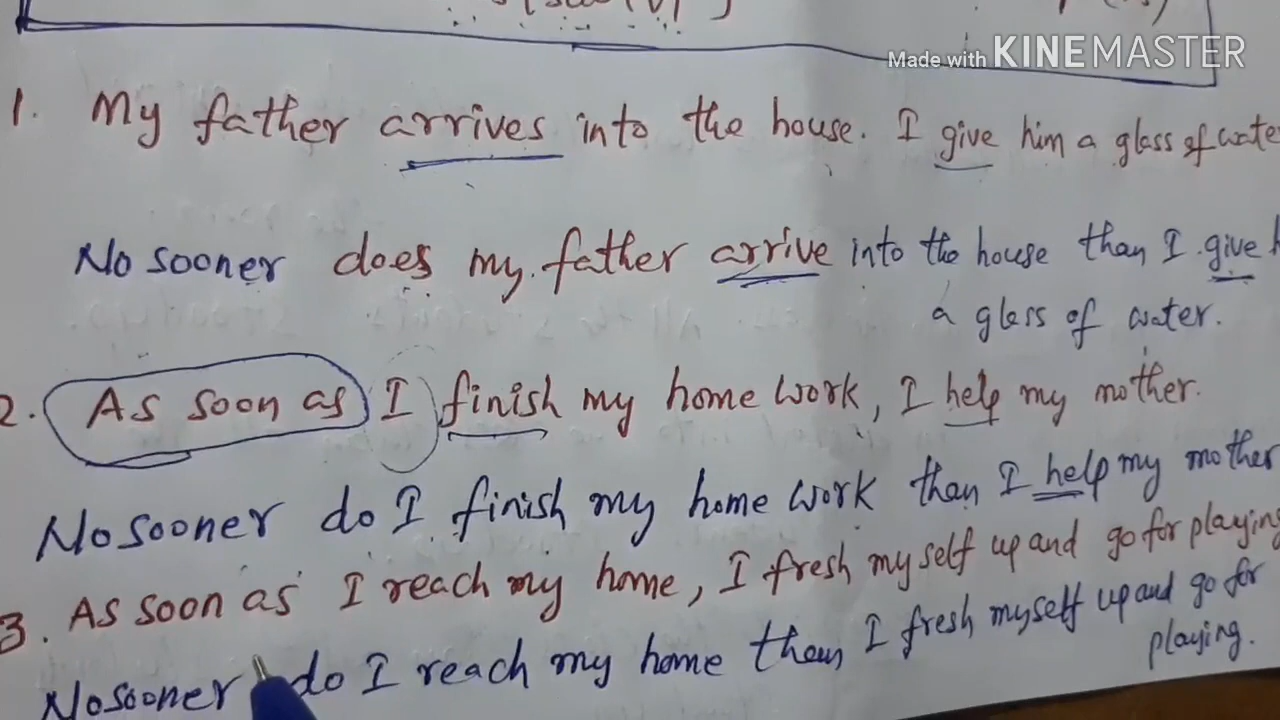 Made with KINEMASTER
1. My father arrives into the house. I give him a glass of wate
No sooner does my father arrive into the house than I give h
a glass of water.
2. As soon as I finish my home work, I help my mother.
No sooner do I finish my home work than I help my mother
3. As soon as I reach my home, I fresh myself up and go for playing
No sooner do I reach my home than I fresh myself up and go for
playing.